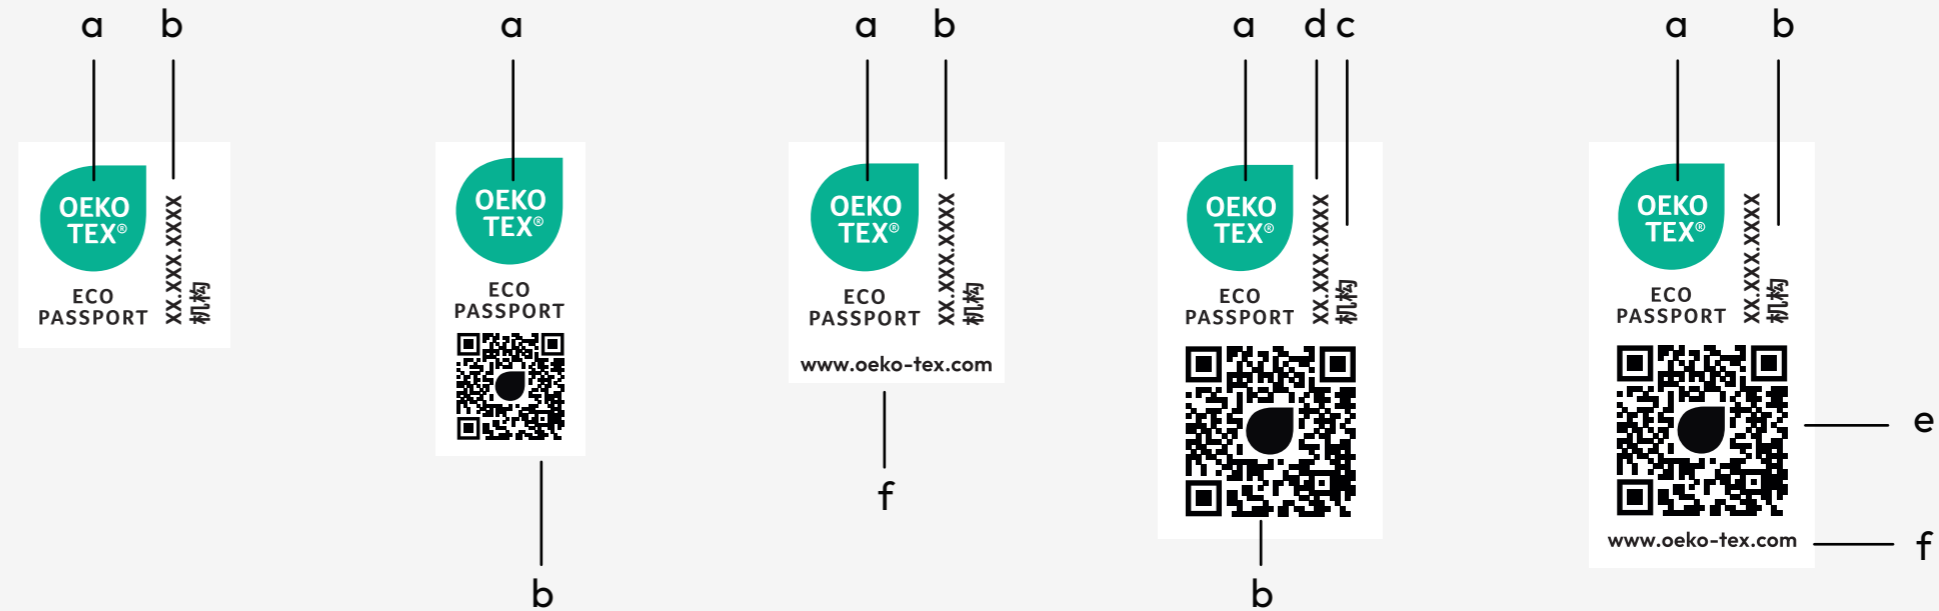 a b
a
a b
a d c
a b
OEKO
TEX®
ECO
PASSPORT
XX.XXX.XXXX
机构
OEKO
TEX®
ECO
PASSPORT
b
OEKO
TEX®
ECO
PASSPORT
XX.XXX.XXXX
机构
www.oeko-tex.com
f
OEKO
TEX®
ECO
PASSPORT
XX.XXX.XXXX
机构
b
OEKO
TEX®
ECO
PASSPORT
XX.XXX.XXXX
机构
e
www.oeko-tex.com
f